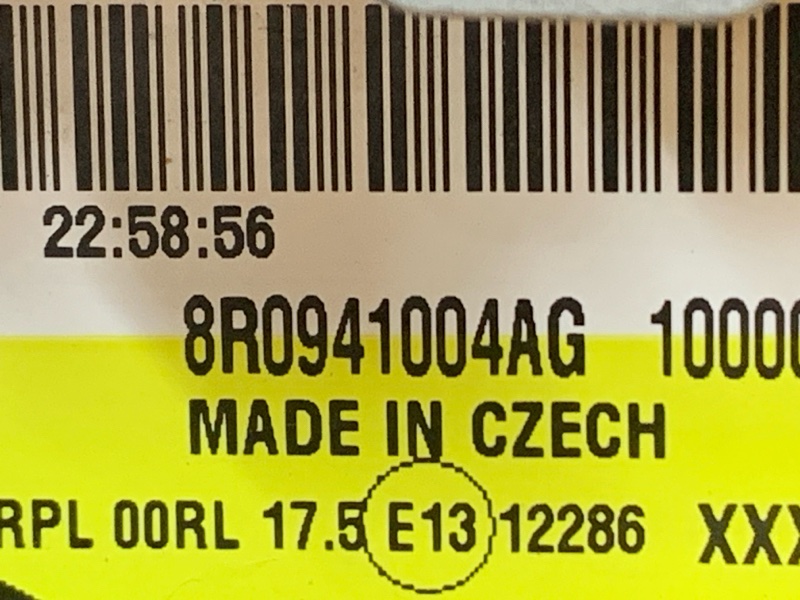 22:58:56
8R0941004AG 10000
MADE IN CZECH
RPL 00RL 17.5 E13 12286 XXX